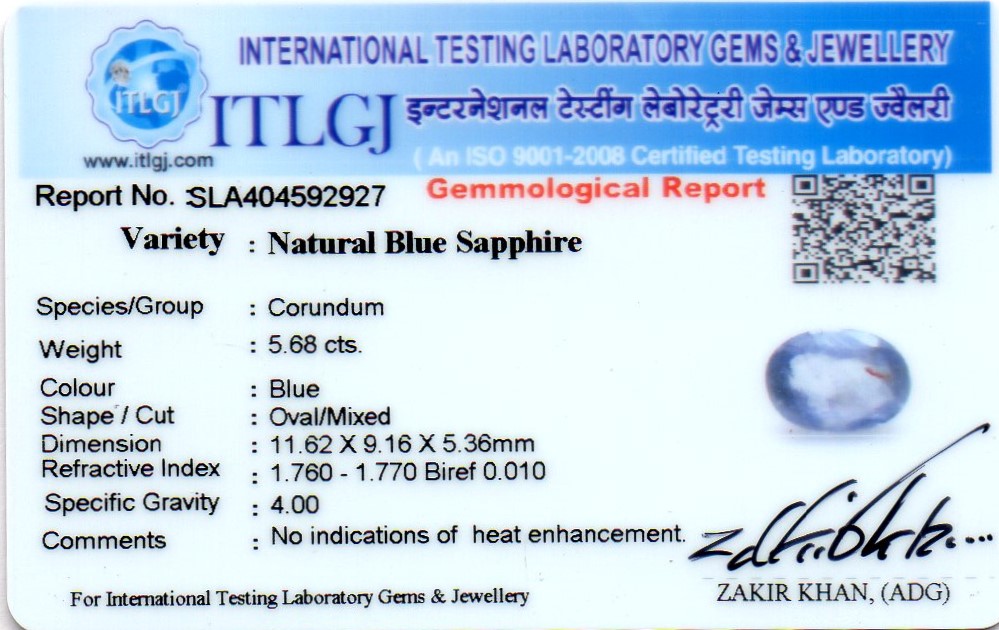 INTERNATIONAL TESTING LABORATORY GEMS & JEWELLERY
ITLGJ
ITLGJ इन्टरनेशनल टेस्टींग लेबोरेट्ररी जेम्स एण्ड ज्वैलरी
www.itlgj.com
( An ISO 9001-2008 Certified Testing Laboratory)
Report No. :SLA404592927
Gemmological Report
Variety : Natural Blue Sapphire
Species/Group : Corundum
Weight : 5.68 cts.
Colour : Blue
Shape / Cut : Oval/Mixed
Dimension : 11.62 X 9.16 X 5.36mm
Refractive Index : 1.760 - 1.770 Biref 0.010
Specific Gravity : 4.00
Comments : No indications of heat enhancement.
ZAKIR KHAN, (ADG)
For International Testing Laboratory Gems & Jewellery